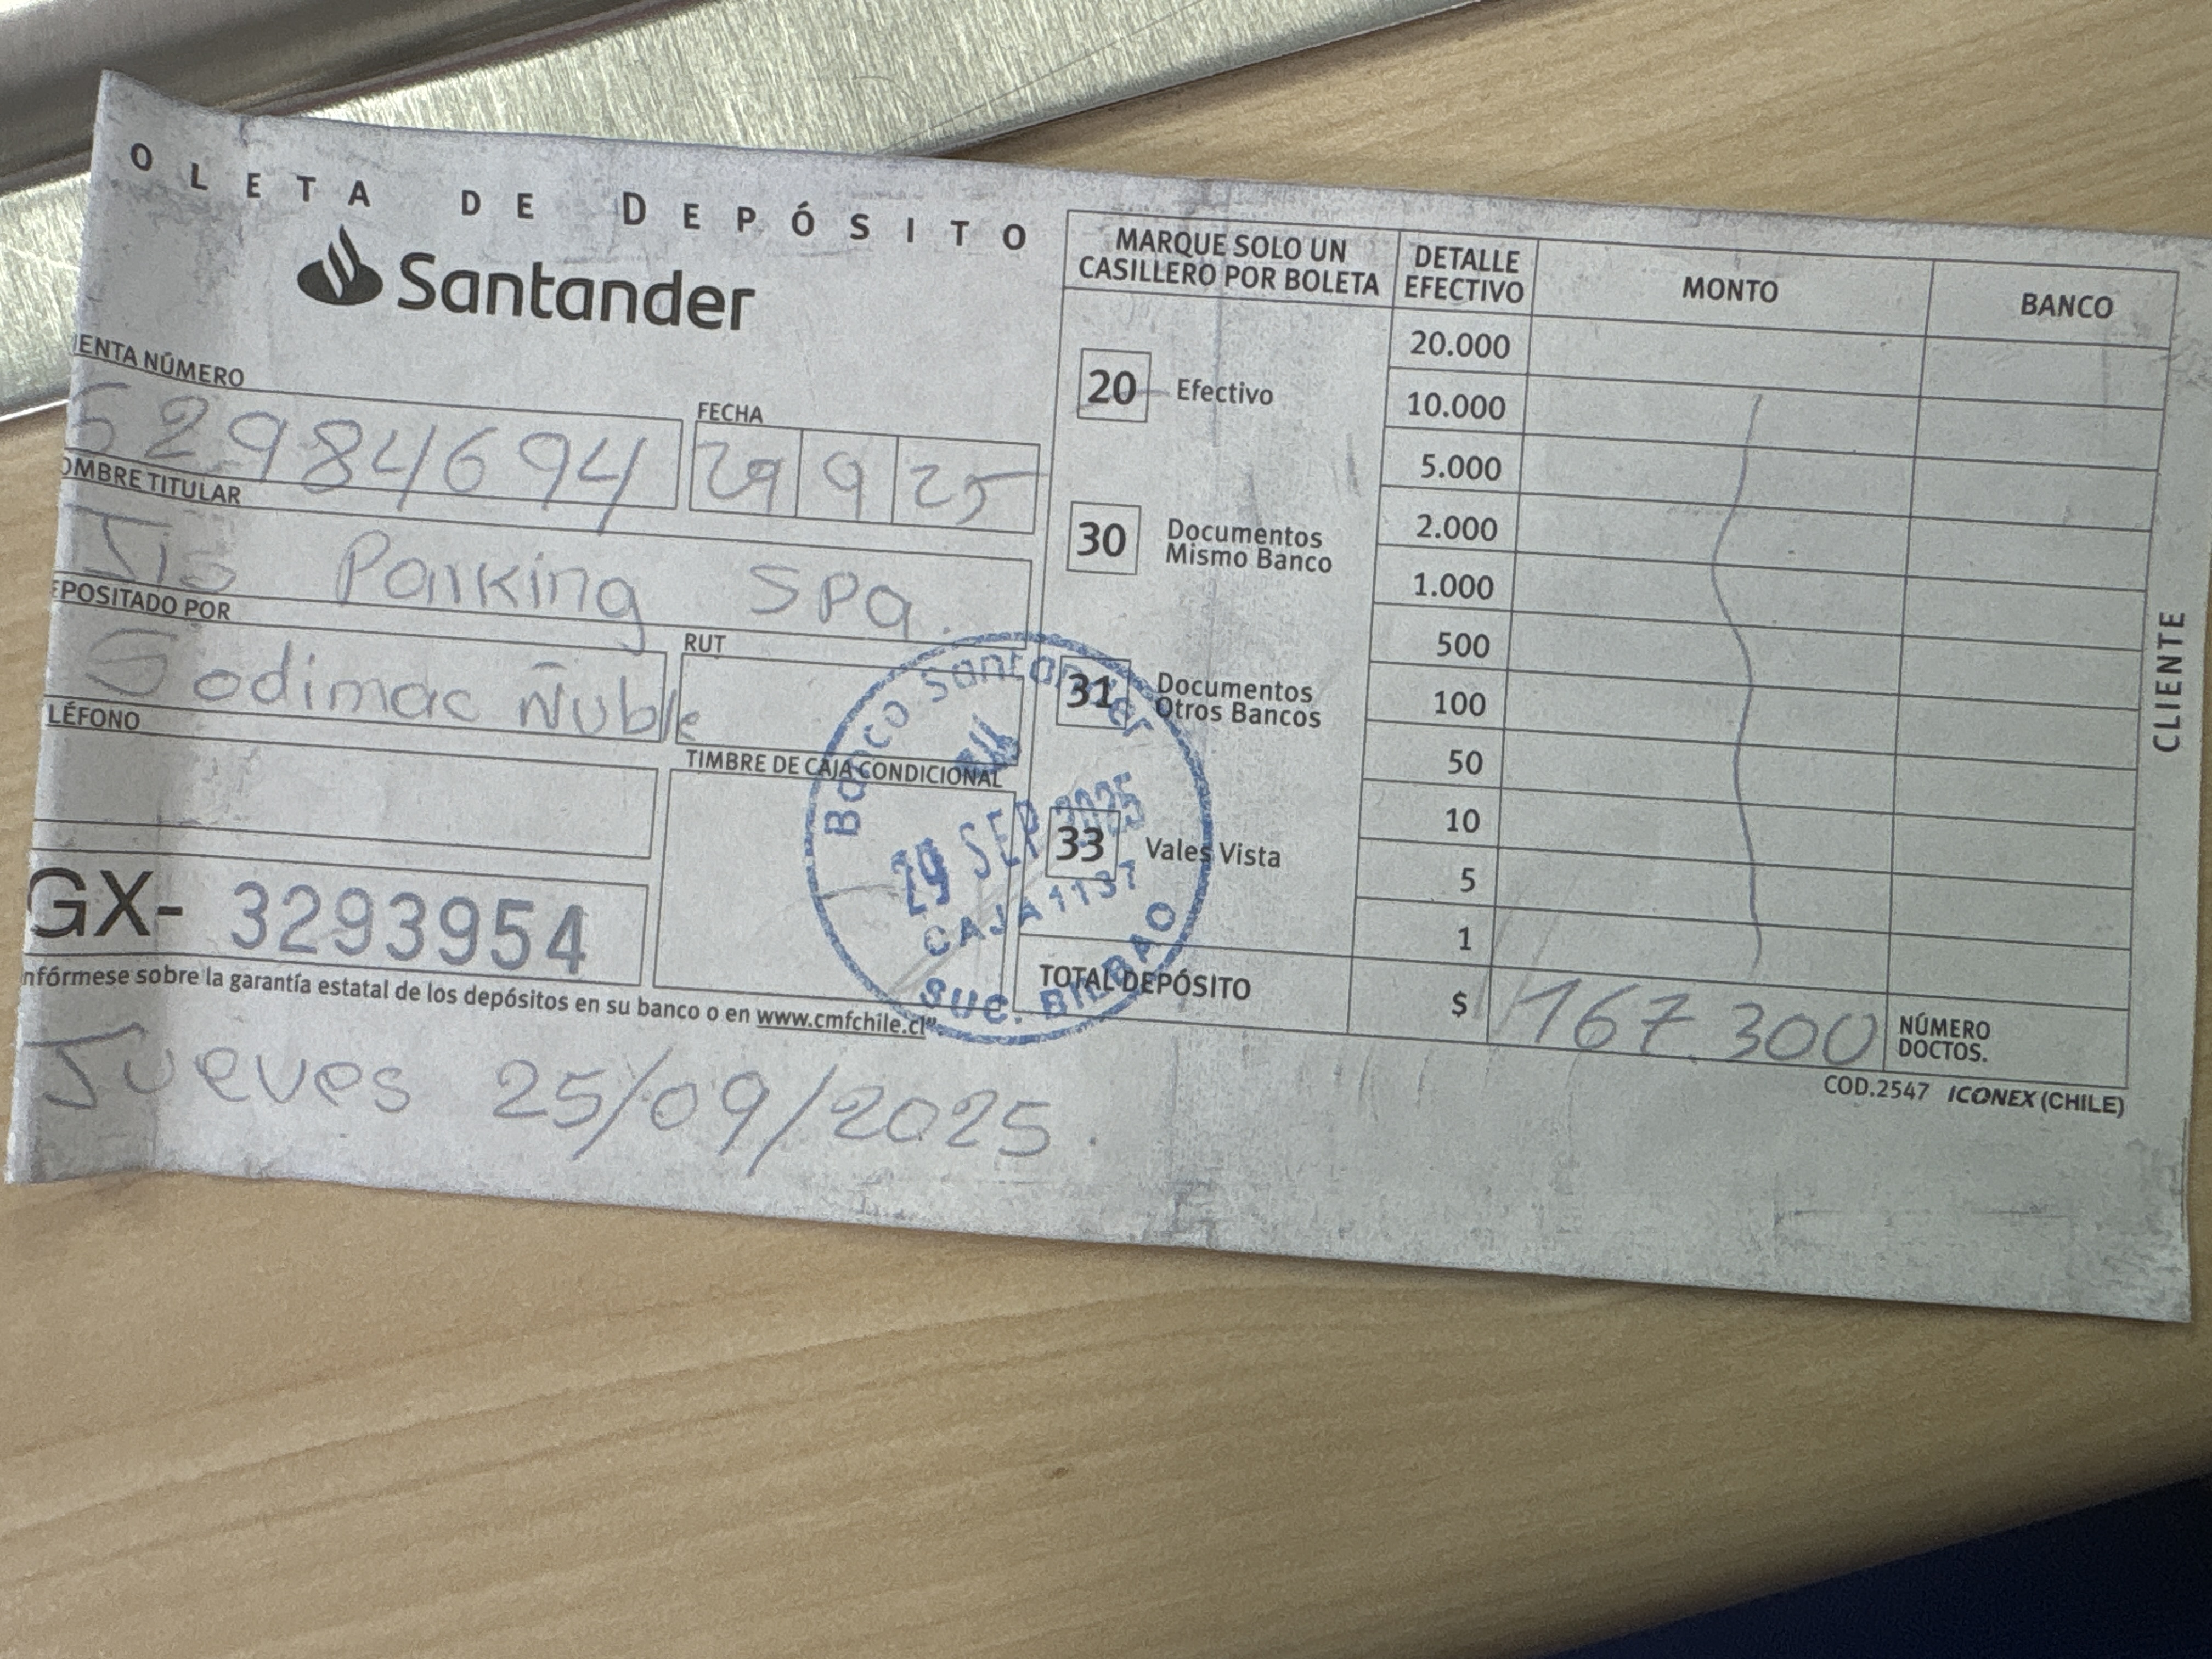 OLETA DE DEPÓSITO
Santander
ENTA NÚMERO
52984694
FECHA
29 9 25
OMBRE TITULAR
Jis Parking SPa.
EPOSITADO POR
Sodimac Ñuble
RUT
LÉFONO
TIMBRE DE CAJA CONDICIONAL
GX- 3293954
nfórmese sobre la garantía estatal de los depósitos en su banco o en www.cmfchile.cl"
Jueves 25/09/2025.
MARQUE SOLO UN
CASILLERO POR BOLETA
20 Efectivo
30 Documentos
Mismo Banco
31 Documentos
Otros Bancos
33 Vales Vista
DETALLE
EFECTIVO
MONTO
BANCO
20.000
10.000
5.000
2.000
1.000
500
100
50
10
5
1
TOTAL DEPÓSITO $ 167.300
NÚMERO
DOCTOS.
COD.2547 ICONEX (CHILE)
CLIENTE
Banco Santander
29 SEP 2025
CAJA 1137
SUC. BILBAO